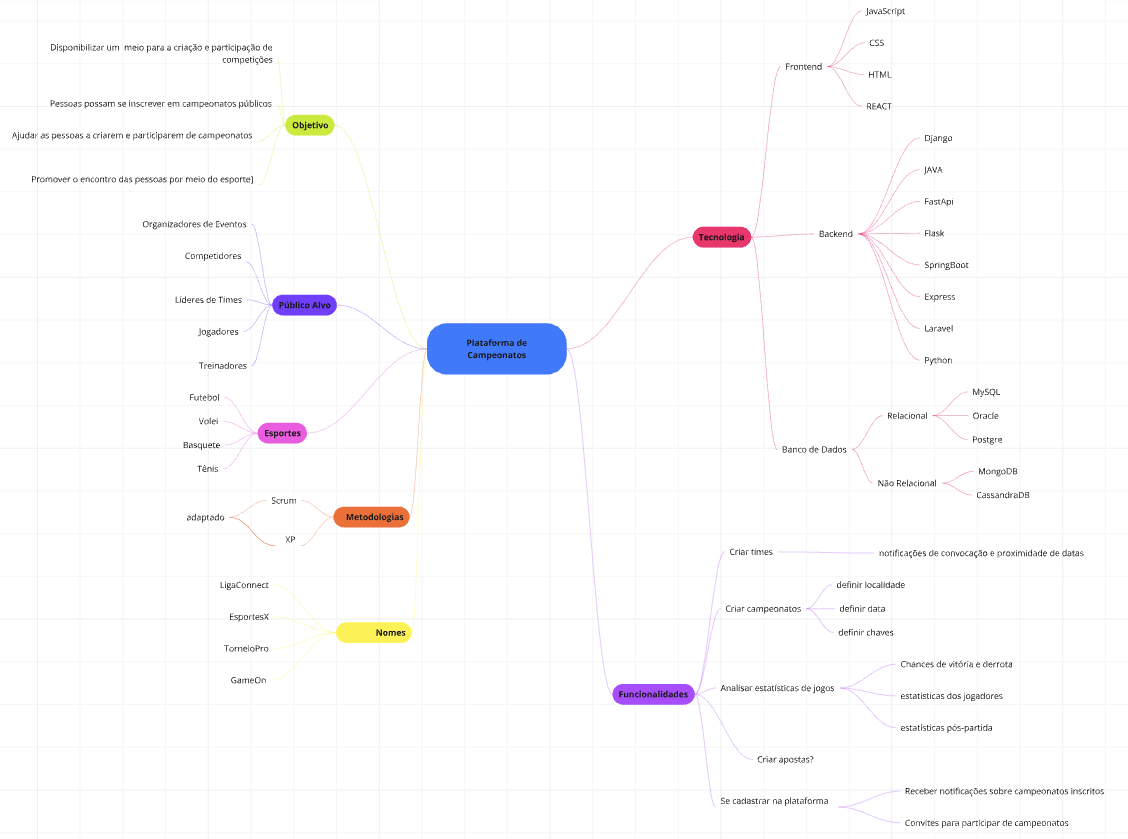 Plataforma de
Campeonatos
Objetivo
Disponibilizar um meio para a criação e participação de
competições
Pessoas possam se inscrever em campeonatos públicos
Ajudar as pessoas a criarem e participarem de campeonatos
Promover o encontro das pessoas por meio do esporte]
Público Alvo
Organizadores de Eventos
Competidores
Líderes de Times
Jogadores
Treinadores
Esportes
Futebol
Volei
Basquete
Tênis
Metodologias
Scrum
XP
adaptado
Nomes
LigaConnect
EsportesX
TorneioPro
GameOn
Tecnologia
Frontend
JavaScript
CSS
HTML
REACT
Backend
Django
JAVA
FastApi
Flask
SpringBoot
Express
Laravel
Python
Banco de Dados
Relacional
MySQL
Oracle
Postgre
Não Relacional
MongoDB
CassandraDB
Funcionalidades
Criar times
notificações de convocação e proximidade de datas
Criar campeonatos
definir localidade
definir data
definir chaves
Analisar estatísticas de jogos
Chances de vitória e derrota
estatisticas dos jogadores
estatísticas pós-partida
Criar apostas?
Se cadastrar na plataforma
Receber notificações sobre campeonatos inscritos
Convites para participar de campeonatos